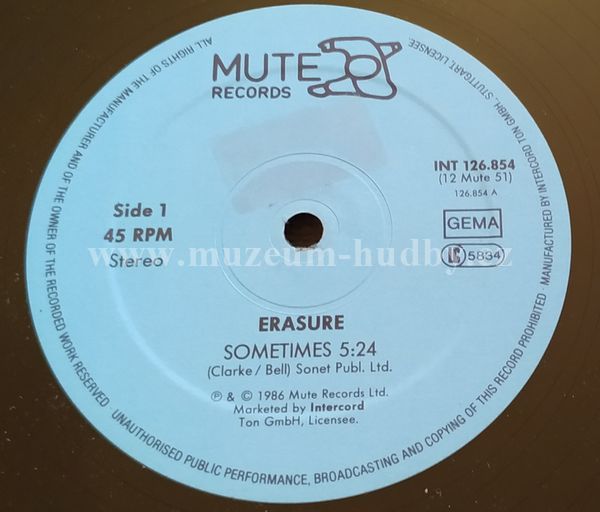 MUTE
RECORDS
INT 126.854
(12 Mute 51)
126.854 A
Side 1
45 RPM
Stereo
GEMA
LC 5834
www.muzeum-hudby.cz
ERASURE
SOMETIMES 5:24
(Clarke / Bell) Sonet Publ. Ltd.
℗ & © 1986 Mute Records Ltd.
Marketed by Intercord
Ton GmbH, Licensee.
ALL RIGHTS OF THE MANUFACTURER AND OF THE OWNER OF THE RECORDED WORK RESERVED · UNAUTHORISED PUBLIC PERFORMANCE, BROADCASTING AND COPYING OF THIS RECORD PROHIBITED · MANUFACTURED BY INTERCORD TON GMBH, STUTTGART, LICENSEE